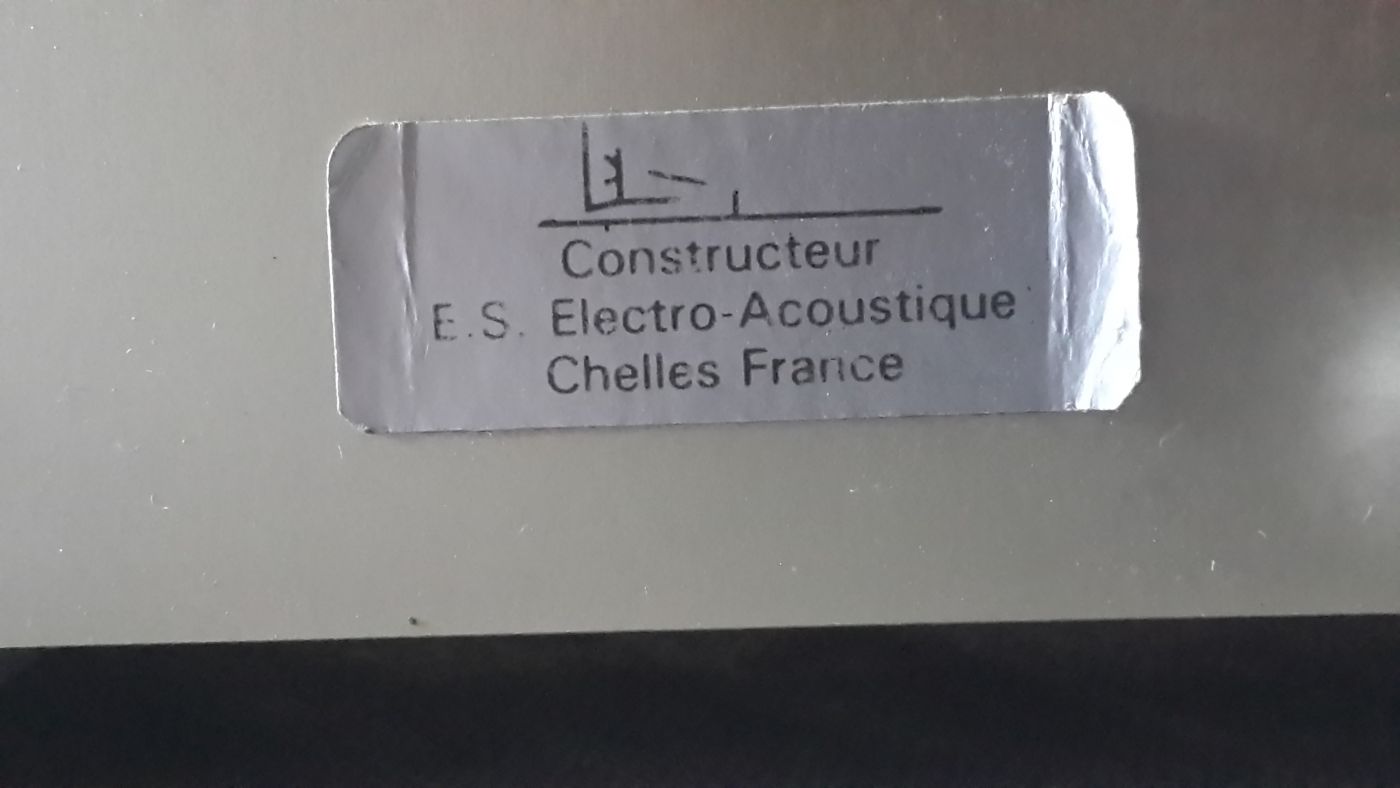 Constructeur
E.S. Electro-Acoustique
Chelles France